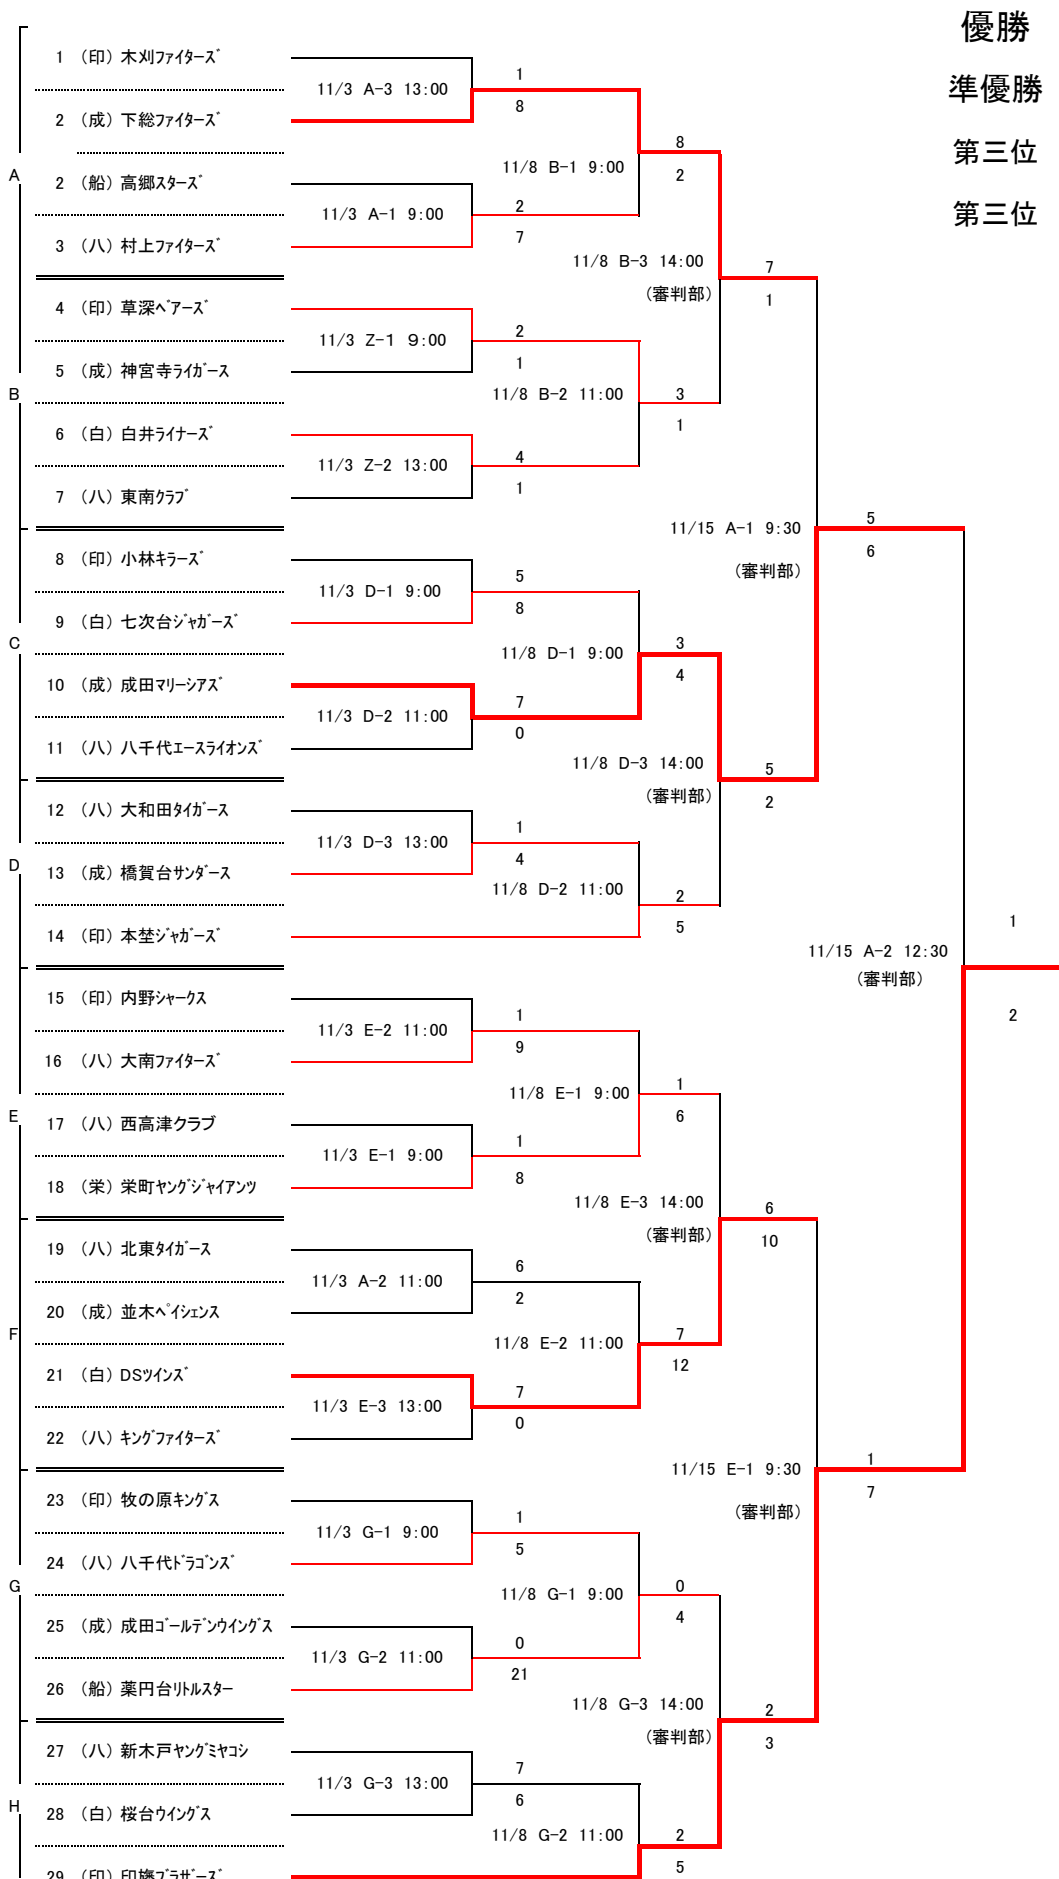 優勝
準優勝
第三位
第三位
A
1 （印） 木刈ﾌｧｲﾀｰｽﾞ
2 （成） 下総ﾌｧｲﾀｰｽﾞ
11/3 A-3 13:00
1
8
2 （船） 高郷ｽﾀｰｽﾞ
3 （八） 村上ﾌｧｲﾀｰｽﾞ
11/3 A-1 9:00
2
7
11/8 B-1 9:00
8
2
B
4 （印） 草深ﾍﾞｱｰｽﾞ
5 （成） 神宮寺ﾗｲｶﾞｰｽ
11/3 Z-1 ９:00
2
1
6 （白） 白井ﾗｲﾅｰｽﾞ
7 （八） 東南ｸﾗﾌﾞ
11/3 Z-2 13:00
4
1
11/8 B-2 11:00
3
1
11/8 B-3 14:00
（審判部）
7
1
C
8 （印） 小林ｷﾗｰｽﾞ
9 （白） 七次台ｼﾞｬｶﾞｰｽﾞ
11/3 D-1 9:00
5
8
10 （成） 成田ﾏﾘｰｼｱｽﾞ
11 （八） 八千代ｴｰｽﾗｲｵﾝｽﾞ
11/3 D-2 11:00
7
0
11/8 D-1 9:00
3
4
D
12 （八） 大和田ﾀｲｶﾞｰｽ
13 （成） 橋賀台ｻﾝﾀﾞｰｽ
11/3 D-3 13:00
1
4
14 （印） 本埜ｼﾞｬｶﾞｰｽﾞ
11/8 D-2 11:00
2
5
11/8 D-3 14:00
（審判部）
5
2
11/15 A-1 9:30
（審判部）
5
6
E
15 （印） 内野ｼｬｰｸｽ
16 （八） 大南ﾌｧｲﾀｰｽﾞ
11/3 E-2 11:00
1
9
17 （八） 西高津クラブ
18 （栄） 栄町ﾔﾝｸﾞｼﾞｬｲｱﾝﾂ
11/3 E-1 9:00
1
8
11/8 E-1 9:00
1
6
F
19 （八） 北東ﾀｲｶﾞｰｽ
20 （成） 並木ﾍﾟｲｼｪﾝｽ
11/3 A-2 11:00
6
2
21 （白） DSﾂｲﾝｽﾞ
22 （八） ｷﾝｸﾞﾌｧｲﾀｰｽﾞ
11/3 E-3 13:00
7
0
11/8 E-2 11:00
7
12
11/8 E-3 14:00
（審判部）
6
10
G
23 （印） 牧の原ｷﾝｸﾞｽ
24 （八） 八千代ﾄﾞﾗｺﾞﾝｽﾞ
11/3 G-1 9:00
1
5
25 （成） 成田ｺﾞｰﾙﾃﾞﾝｳｲﾝｸﾞｽ
26 （船） 薬円台ﾘﾄﾙｽﾀｰ
11/3 G-2 11:00
0
21
11/8 G-1 9:00
0
4
H
27 （八） 新木戸ﾔﾝｸﾞﾐﾔｺｼ
28 （白） 桜台ｳｲﾝｸﾞｽ
11/3 G-3 13:00
7
6
29 （印） 印旛ﾌﾞﾗｻﾞｰｽﾞ
11/8 G-2 11:00
2
5
11/8 G-3 14:00
（審判部）
2
3
11/15 E-1 9:30
（審判部）
1
7
11/15 A-2 12:30
（審判部）
1
2